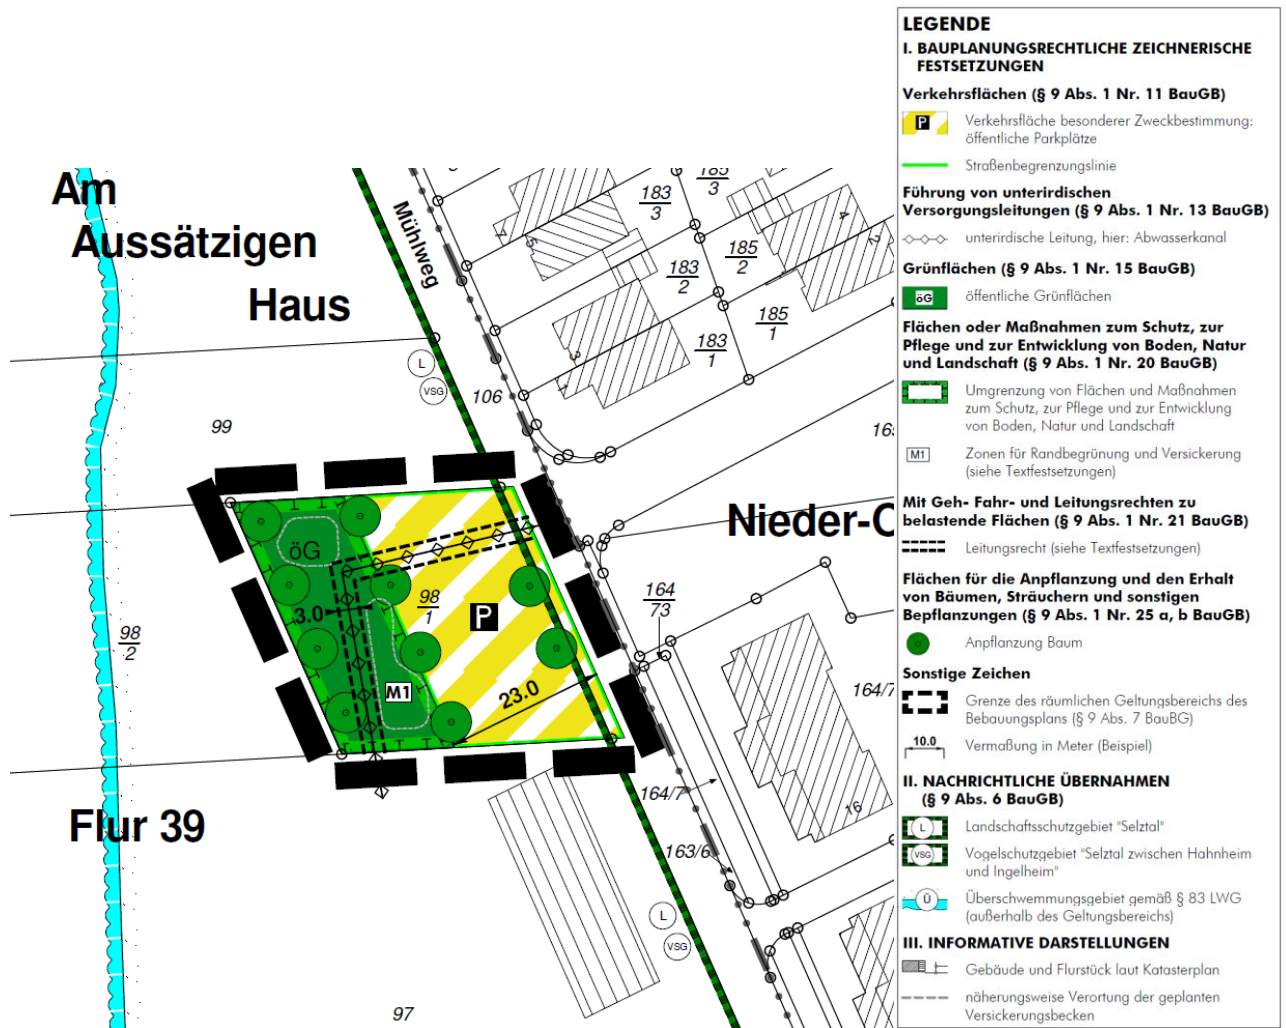 Am
Aussätzigen
Haus
Mühlweg
7
5
3
1
4
2
183
3
185
3
183
2
185
2
183
1
185
1
L
VSG
106
99
öG
3.0
98
1
P
M1
23.0
98
2
Nieder-O
164
73
164/7
16
164/7
163/6
Flur 39
L
VSG
97
LEGENDE
I. BAUPLANUNGSRECHTLICHE ZEICHNERISCHE
FESTSETZUNGEN
Verkehrsflächen (§ 9 Abs. 1 Nr. 11 BauGB)
P Verkehrsfläche besonderer Zweckbestimmung:
öffentliche Parkplätze
Straßenbegrenzungslinie
Führung von unterirdischen
Versorgungsleitungen (§ 9 Abs. 1 Nr. 13 BauGB)
unterirdische Leitung, hier: Abwasserkanal
Grünflächen (§ 9 Abs. 1 Nr. 15 BauGB)
öG öffentliche Grünflächen
Flächen oder Maßnahmen zum Schutz, zur
Pflege und zur Entwicklung von Boden, Natur
und Landschaft (§ 9 Abs. 1 Nr. 20 BauGB)
Umgrenzung von Flächen und Maßnahmen
zum Schutz, zur Pflege und zur Entwicklung
von Boden, Natur und Landschaft
M1 Zonen für Randbegrünung und Versickerung
(siehe Textfestsetzungen)
Mit Geh- Fahr- und Leitungsrechten zu
belastende Flächen (§ 9 Abs. 1 Nr. 21 BauGB)
Leitungsrecht (siehe Textfestsetzungen)
Flächen für die Anpflanzung und den Erhalt
von Bäumen, Sträuchern und sonstigen
Bepflanzungen (§ 9 Abs. 1 Nr. 25 a, b BauGB)
Anpflanzung Baum
Sonstige Zeichen
Grenze des räumlichen Geltungsbereichs des
Bebauungsplans (§ 9 Abs. 7 BauBG)
10.0 Vermaßung in Meter (Beispiel)
II. NACHRICHTLICHE ÜBERNAHMEN
(§ 9 Abs. 6 BauGB)
L Landschaftsschutzgebiet "Selztal"
VSG Vogelschutzgebiet "Selztal zwischen Hahnheim
und Ingelheim"
Ü Überschwemmungsgebiet gemäß § 83 LWG
(außerhalb des Geltungsbereichs)
III. INFORMATIVE DARSTELLUNGEN
Gebäude und Flurstück laut Katasterplan
näherungsweise Verortung der geplanten
Versickerungsbecken